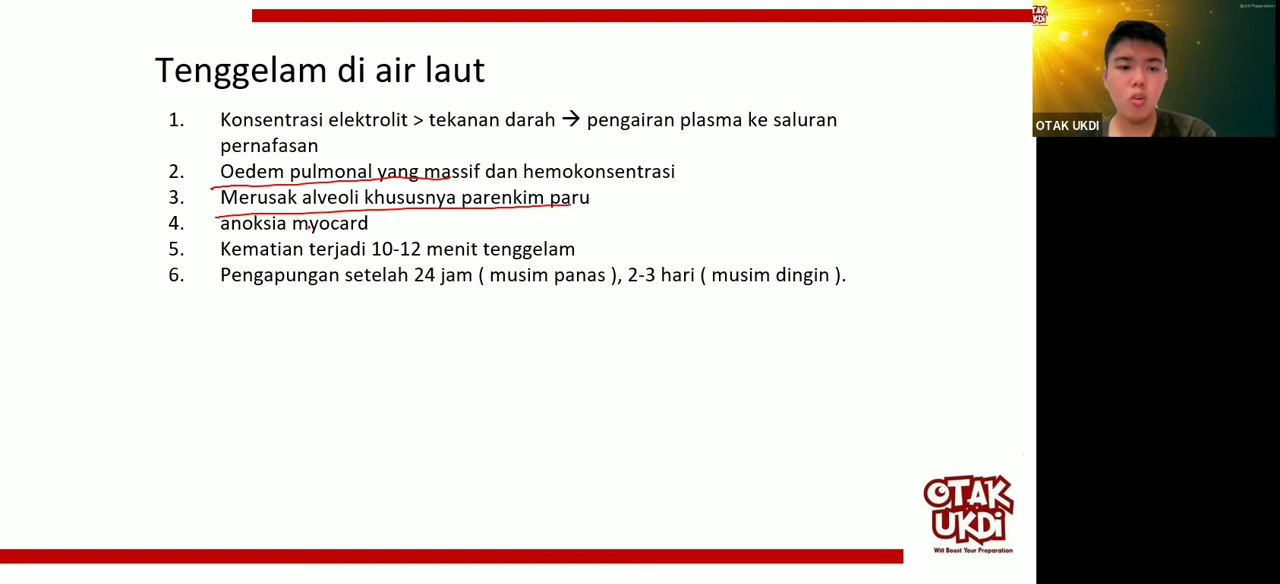 Tenggelam di air laut
1. Konsentrasi elektrolit > tekanan darah → pengairan plasma ke saluran
pernafasan
2. Oedem pulmonal yang massif dan hemokonsentrasi
3. Merusak alveoli khususnya parenkim paru
4. anoksia myocard
5. Kematian terjadi 10-12 menit tenggelam
6. Pengapungan setelah 24 jam ( musim panas ), 2-3 hari ( musim dingin ).
OTAK
UKDI
Will Boost Your Preparation
OTAK
UKDI
OTAK UKDI